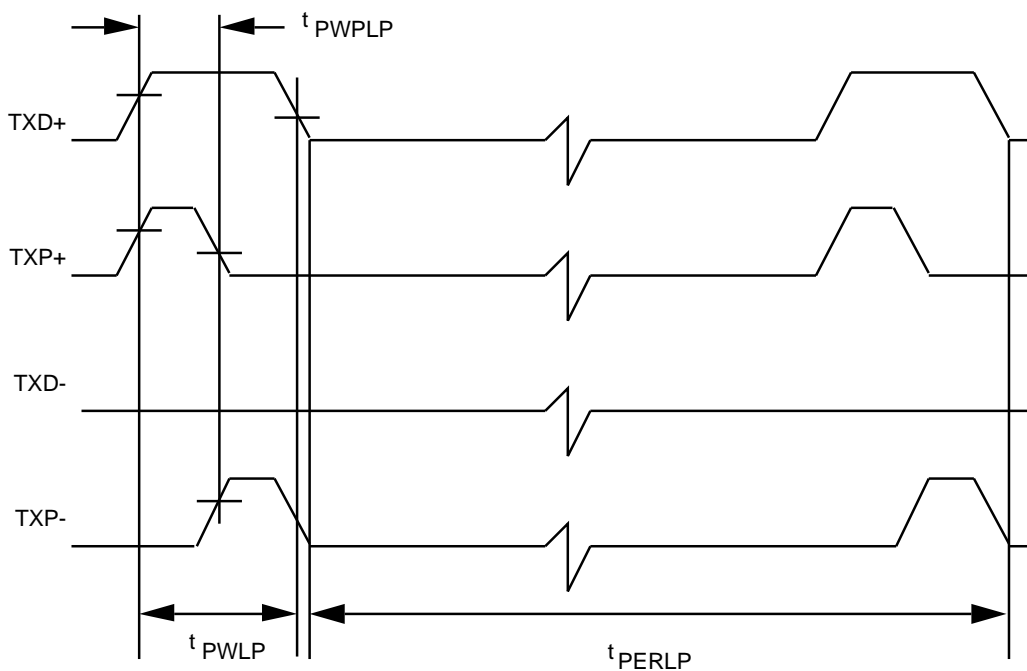 t PWPLP
TXD+
TXP+
TXD-
TXP-
t PWLP
t PERLP